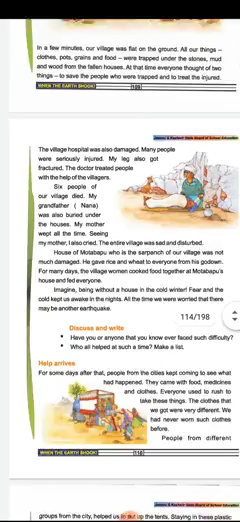 In a few minutes, our village was flat on the ground. All our things -
clothes, pots, grains and food – were trapped under the stones, mud
and wood from the fallen houses. At that time everyone thought of two
things – to save the people who were trapped and to treat the injured.
WHEN THE EARTH SHOOK!
(109)
Jammu & Kashmir State Board of School Education
The village hospital was also damaged. Many people
were seriously injured. My leg also got
fractured. The doctor treated people
with the help of the villagers.
Six people of
our village died. My
grandfather ( Nana)
was also buried under
the houses. My mother
wept all the time. Seeing
my mother, I also cried. The entire village was sad and disturbed.
House of Motabapu who is the sarpanch of our village was not
much damaged. He gave rice and wheat to everyone from his godown.
For many days, the village women cooked food together at Motabapu's
house and fed everyone.
Imagine, being without a house in the cold winter! Fear and the
cold kept us awake in the nights. All the time we were worried that there
may be another earthquake.
114/198
Discuss and write
* Have you or anyone that you know ever faced such difficulty?
* Who all helped at such a time? Make a list.
Help arrives
For some days after that, people from the cities kept coming to see what
had happened. They came with food, medicines
and clothes. Everyone used to rush to
take these things. The clothes that
we got were very different. We
had never worn such clothes
before.
People from different
WHEN THE EARTH SHOOK!
(110)
Jammu & Kashmir State Board of School Education
groups from the city, helped us to put up the tents. Staying in these plastic